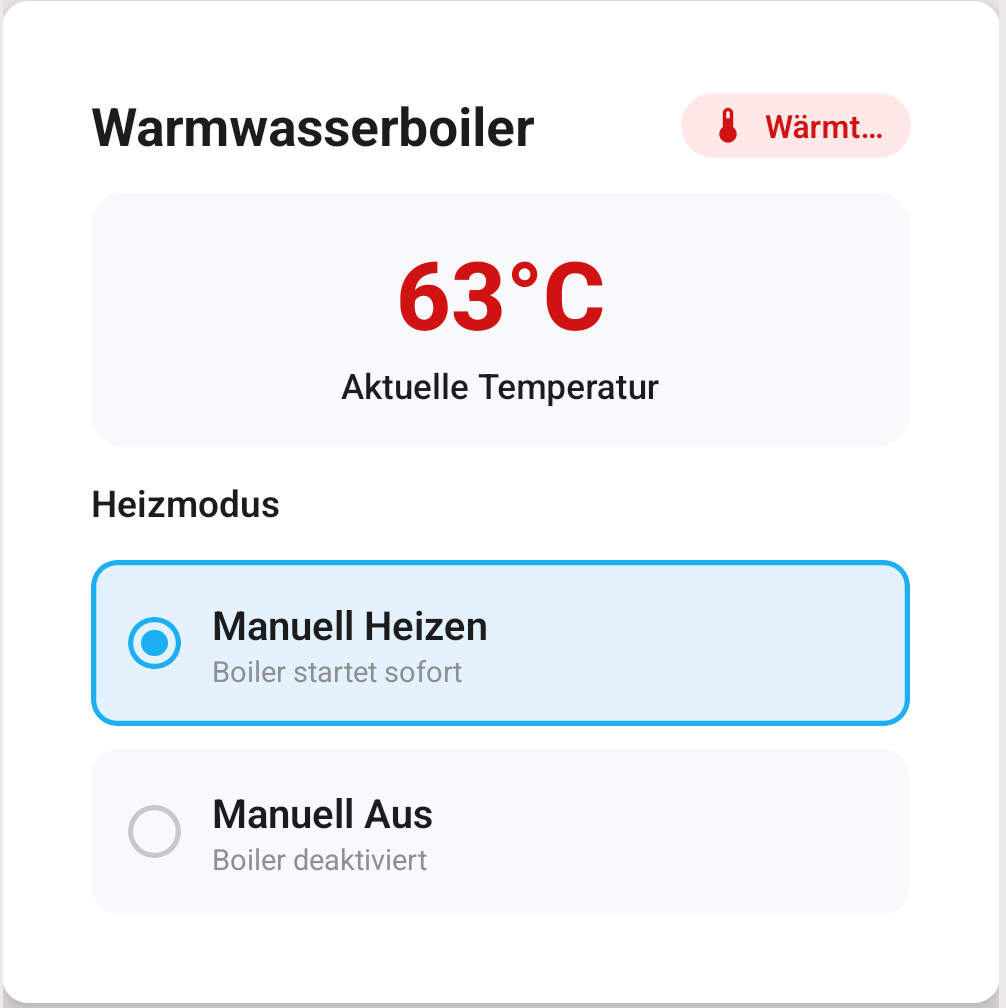 Warmwasserboiler
Wärmt...
63°C
Aktuelle Temperatur
Heizmodus
Manuell Heizen
Boiler startet sofort
Manuell Aus
Boiler deaktiviert